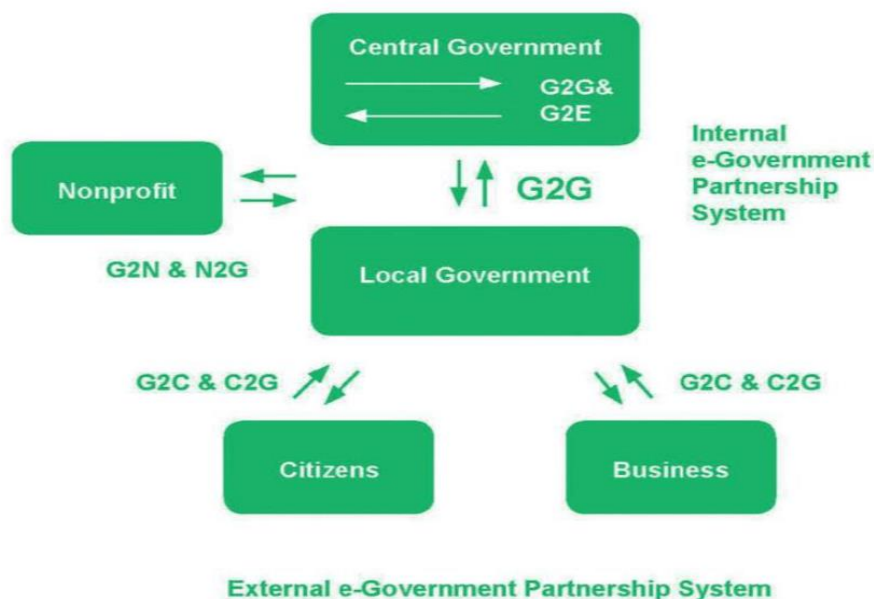 Central Government
G2G&
G2E
Internal
e-Government
Partnership
System
Nonprofit
G2G
G2N & N2G
Local Government
G2C & C2G
G2C & C2G
Citizens
Business
External e-Government Partnership System